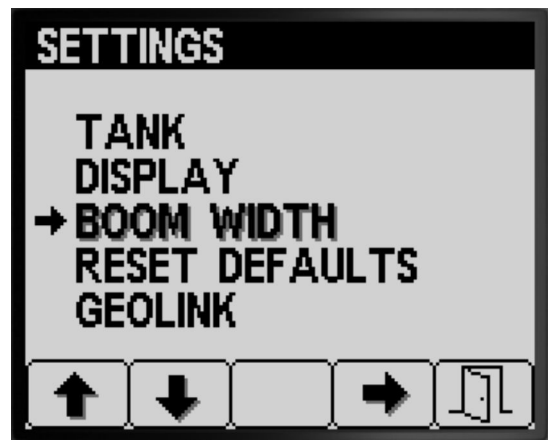 SETTINGS
TANK
DISPLAY
BOOM WIDTH
RESET DEFAULTS
GEOLINK